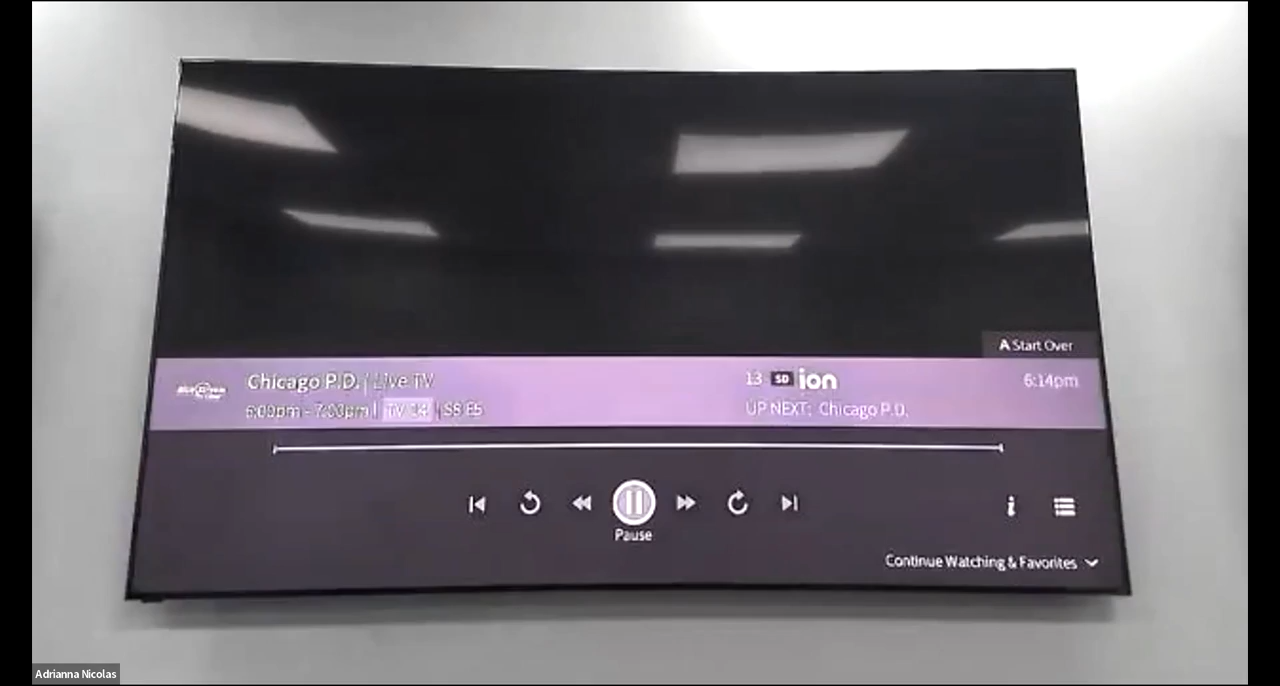 A Start Over
Chicago P.D. | Live TV
13 SD ion
6:14pm
6:00pm - 7:00pm | TV 14 | S8 E5
UP NEXT: Chicago P.D.
Pause
i
Continue Watching & Favorites
Adrianna Nicolas